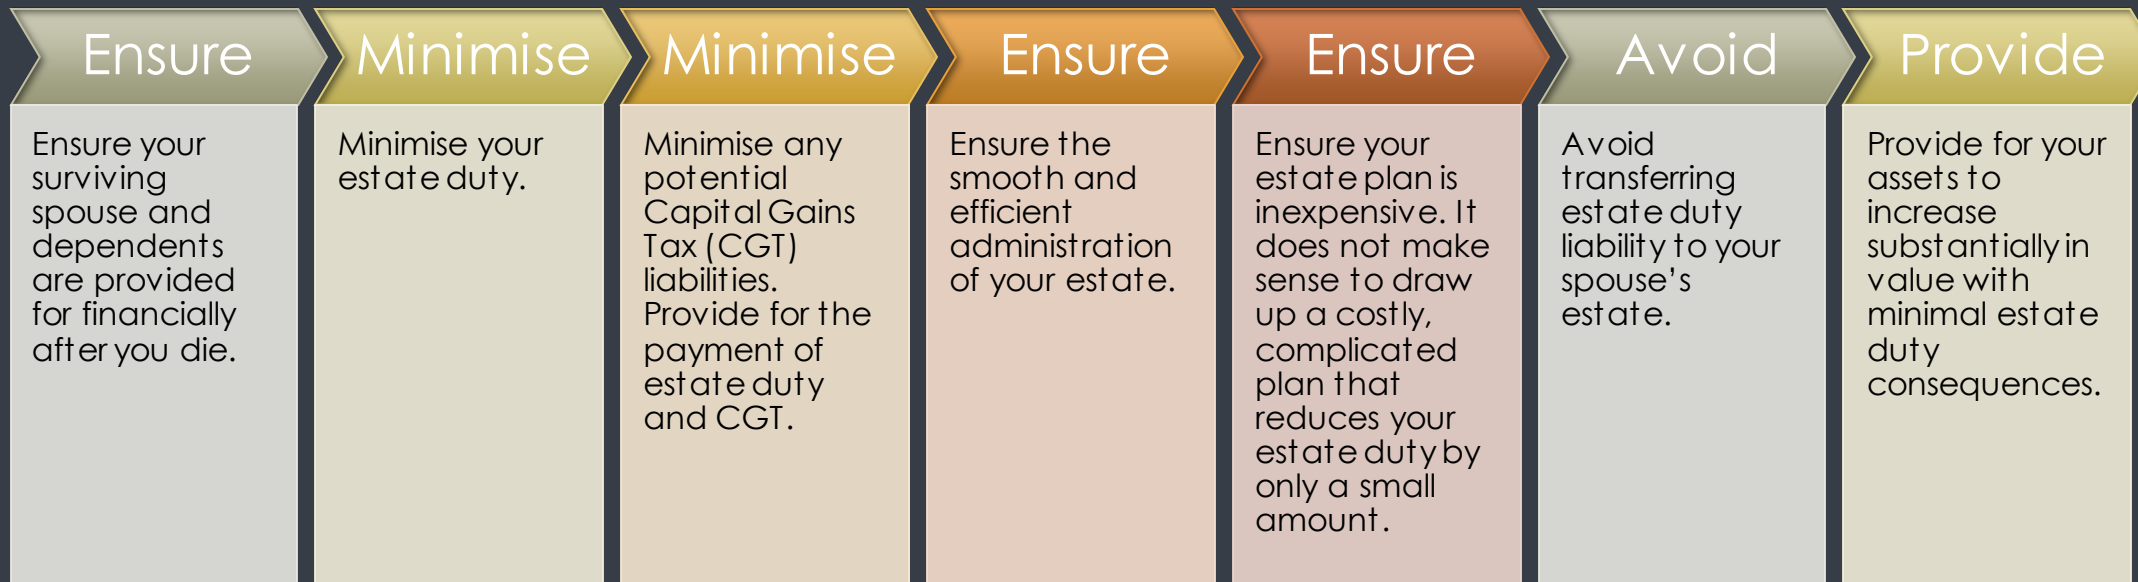 Ensure
Ensure your
surviving
spouse and
dependents
are provided
for financially
after you die.
Minimise
Minimise your
estate duty.
Minimise
Minimise any
potential
Capital Gains
Tax (CGT)
liabilities.
Provide for the
payment of
estate duty
and CGT.
Ensure
Ensure the
smooth and
efficient
administration
of your estate.
Ensure
Ensure your
estate plan is
inexpensive. It
does not make
sense to draw
up a costly,
complicated
plan that
reduces your
estate duty by
only a small
amount.
Avoid
Avoid
transferring
estate duty
liability to your
spouse’s
estate.
Provide
Provide for your
assets to
increase
substantially in
value with
minimal estate
duty
consequences.